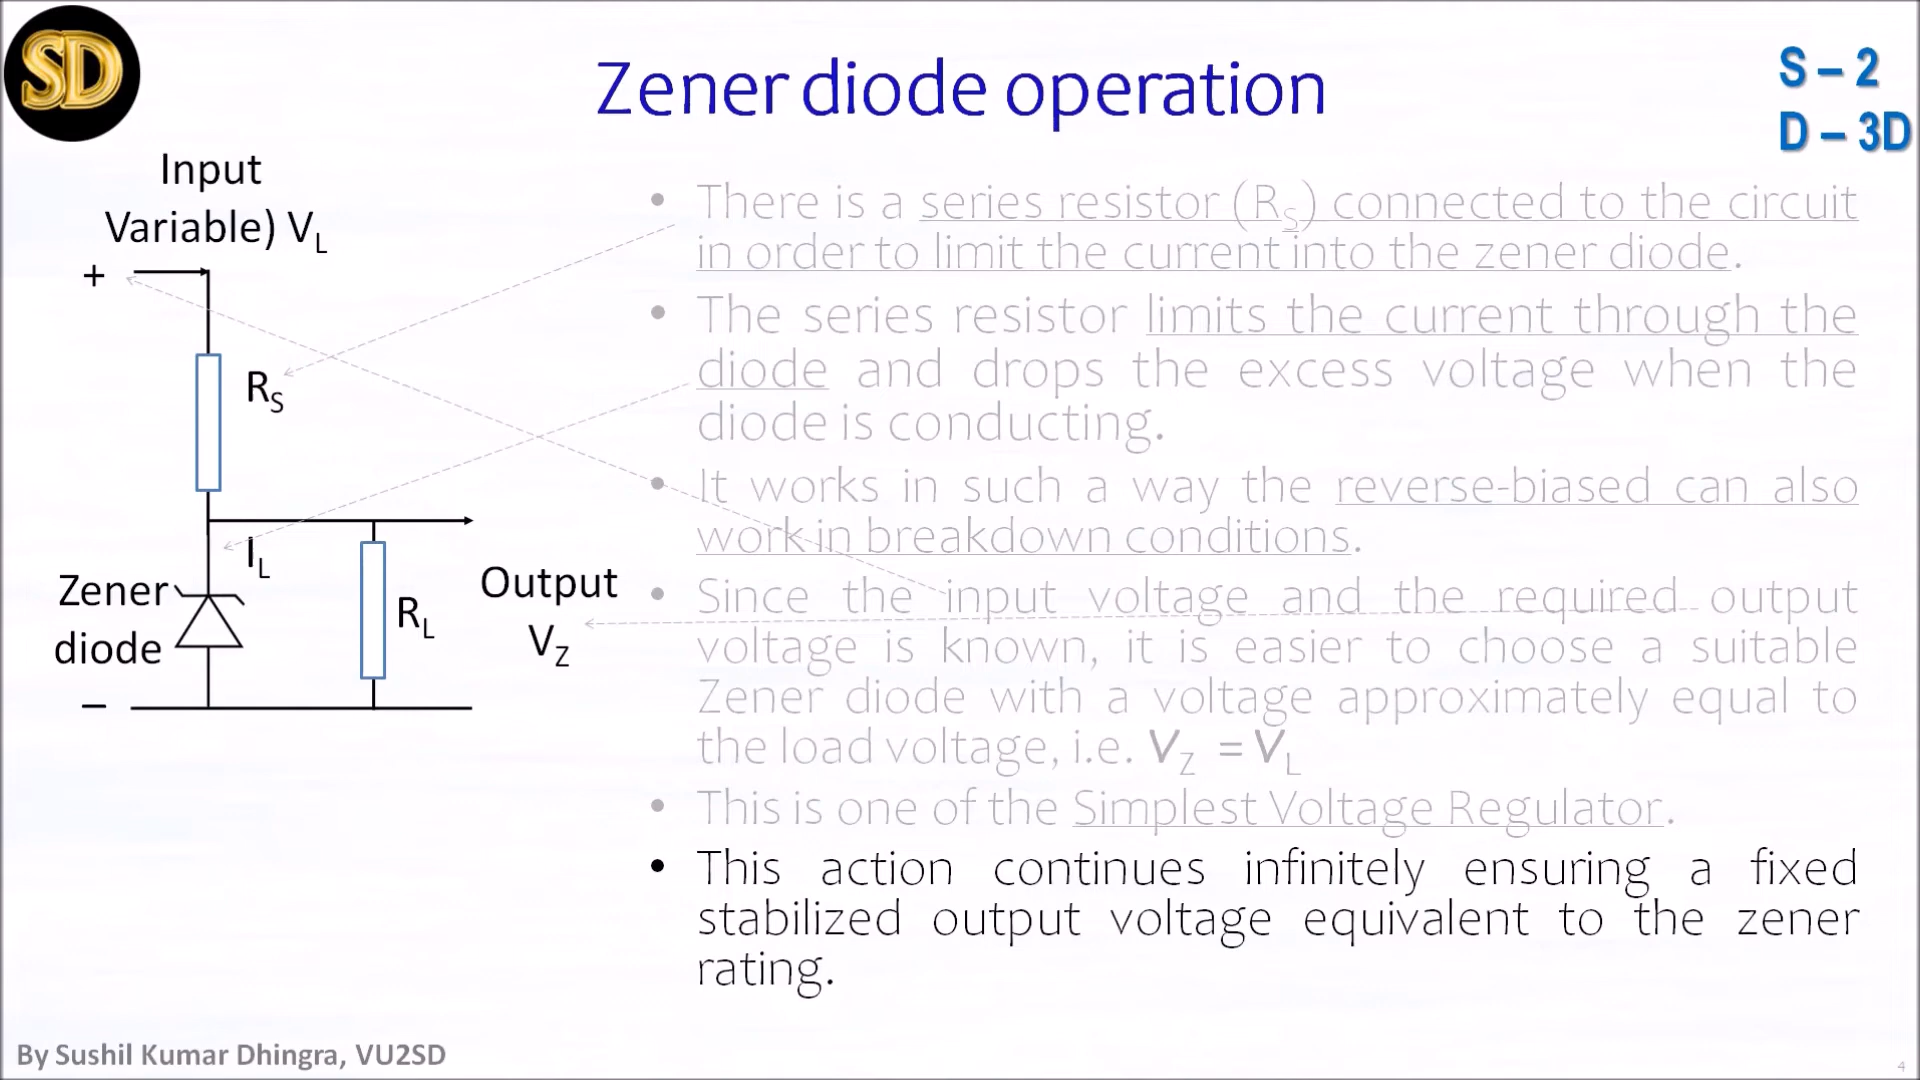 SD
Zener diode operation
S – 2
D – 3D
Input
Variable) VL
+
RS
IL
Zener
diode
RL
Output
VZ
–
• There is a series resistor (RS) connected to the circuit
in order to limit the current into the zener diode.
• The series resistor limits the current through the
diode and drops the excess voltage when the
diode is conducting.
• It works in such a way the reverse-biased can also
work in breakdown conditions.
• Since the input voltage and the required output
voltage is known, it is easier to choose a suitable
Zener diode with a voltage approximately equal to
the load voltage, i.e. VZ = VL
• This is one of the Simplest Voltage Regulator.
• This action continues infinitely ensuring a fixed
stabilized output voltage equivalent to the zener
rating.
By Sushil Kumar Dhingra, VU2SD
4